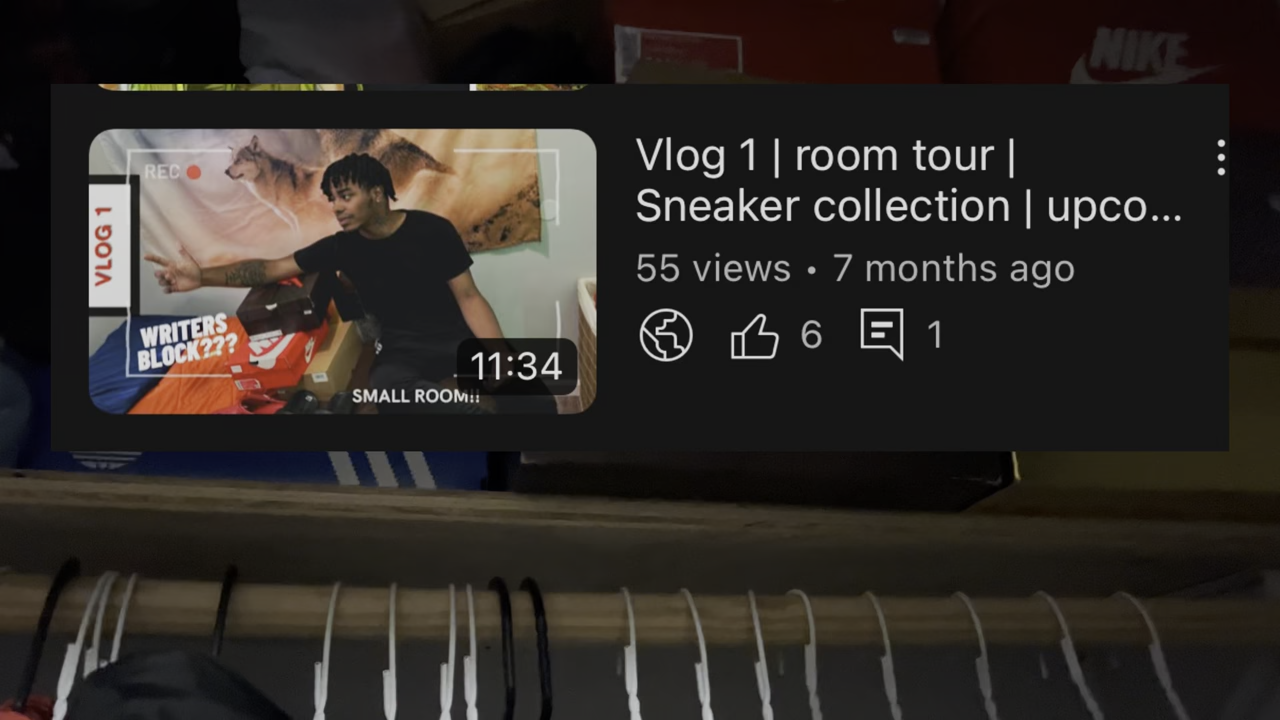 NIKE
REC
VLOG 1
WRITERS
BLOCK???
SMALL ROOM!!
11:34
Vlog 1 | room tour |
Sneaker collection | upco...
55 views • 7 months ago
6
1